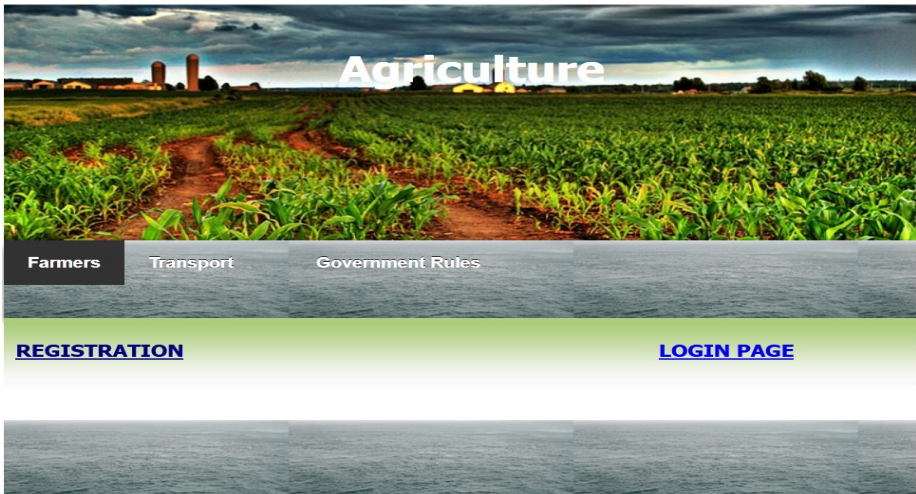 Agriculture
Farmers Transport Government Rules
REGISTRATION LOGIN PAGE